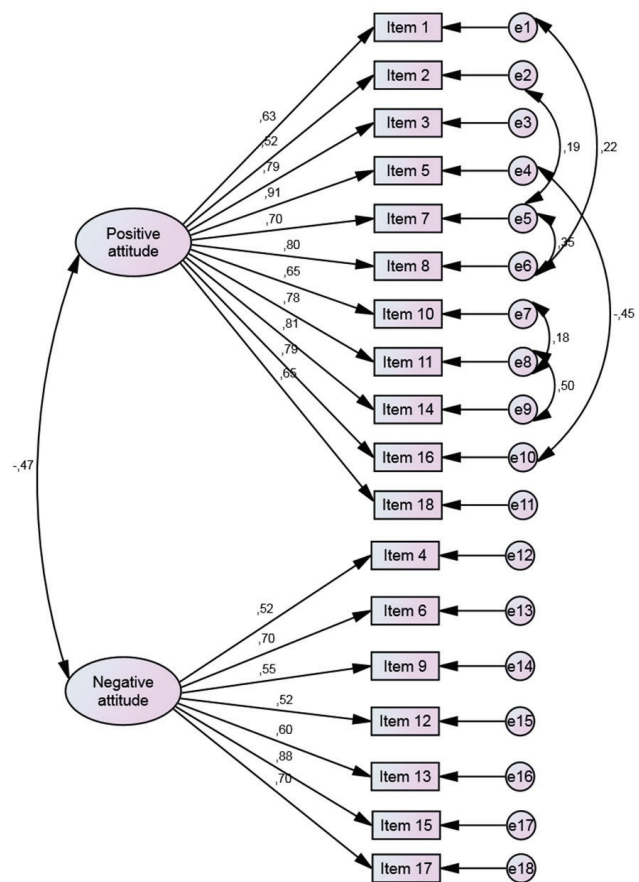 Item 1
e1
Item 2
e2
,63
,52
Item 3
e3
,19
,22
,79
Item 5
e4
,91
,70
Item 7
e5
Positive
attitude
,80
,35
Item 8
e6
,65
,78
Item 10
e7
-,45
,81
,18
,79
Item 11
e8
,65
,50
Item 14
e9
Item 16
e10
-,47
Item 18
e11
Item 4
e12
,52
Item 6
e13
,70
,55
Item 9
e14
Negative
attitude
,52
Item 12
e15
,60
,88
Item 13
e16
,70
Item 15
e17
Item 17
e18